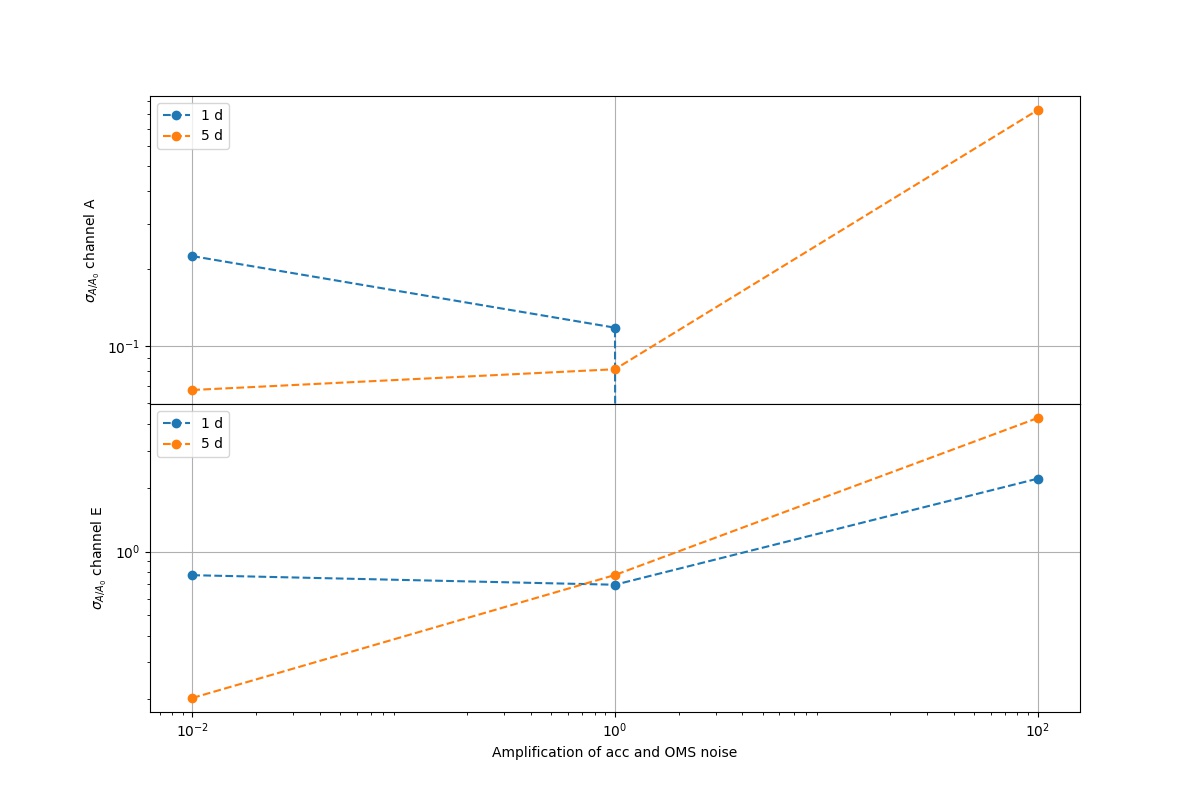 1 d
5 d
σ_{A/A_0} channel A
10^{-1}
1 d
5 d
σ_{A/A_0} channel E
10^0
10^{-2} 10^0 10^2
Amplification of acc and OMS noise